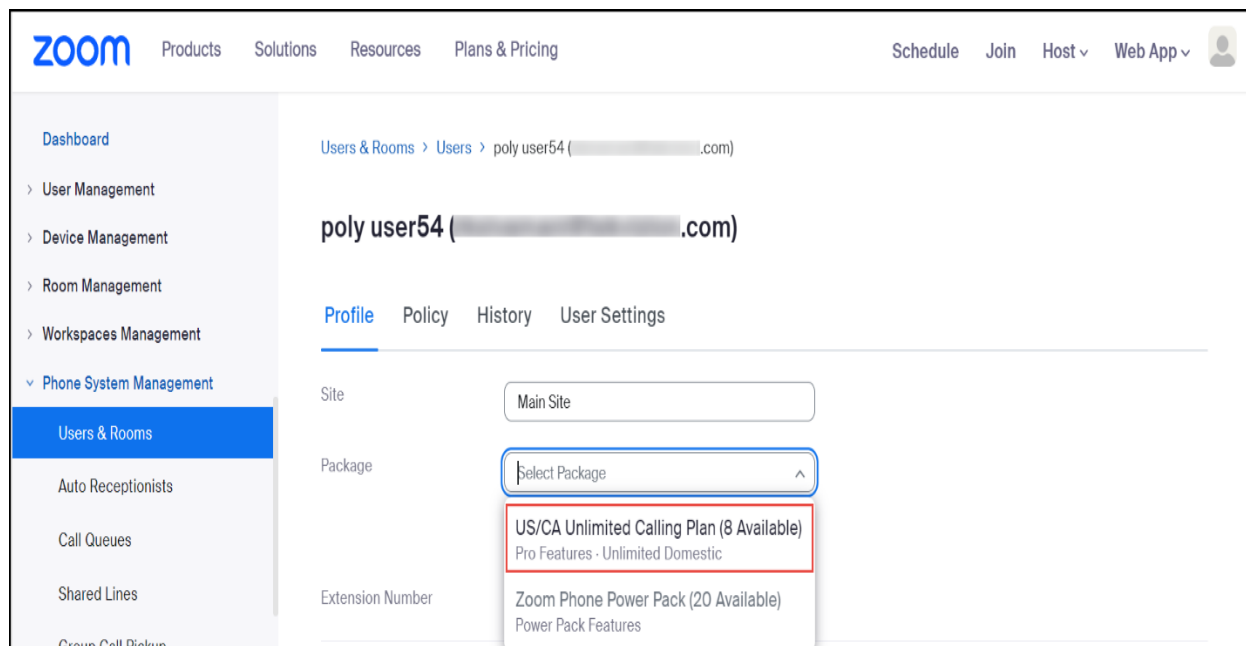 zoom Products Solutions Resources Plans & Pricing Schedule Join Host Web App
Dashboard
User Management
Device Management
Room Management
Workspaces Management
Phone System Management
Users & Rooms
Auto Receptionists
Call Queues
Shared Lines
Group Call Pickup
Users & Rooms > Users > poly user54 ( .com)
poly user54 ( .com)
Profile Policy History User Settings
Site Main Site
Package Select Package
US/CA Unlimited Calling Plan (8 Available)
Pro Features · Unlimited Domestic
Extension Number
Zoom Phone Power Pack (20 Available)
Power Pack Features